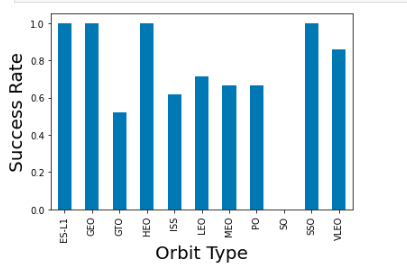 1.0
0.8
0.6
0.4
0.2
0.0
Success Rate
ES-L1
GEO
GTO
HEO
ISS
LEO
MEO
PO
SO
SSO
VLEO
Orbit Type